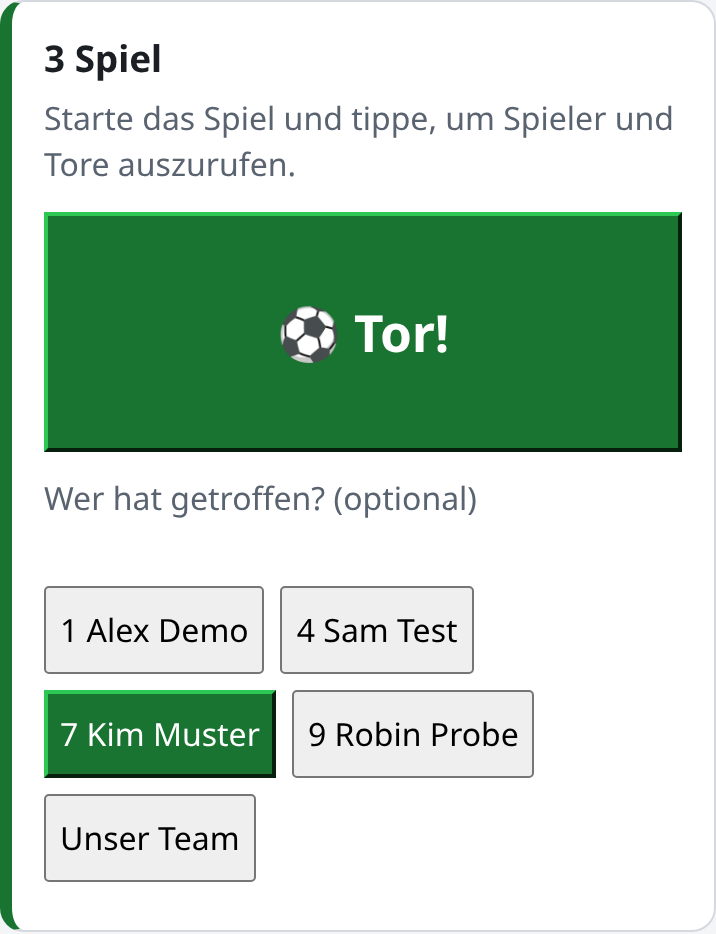 3 Spiel
Starte das Spiel und tippe, um Spieler und
Tore auszurufen.
⚽ Tor!
Wer hat getroffen? (optional)
1 Alex Demo
4 Sam Test
7 Kim Muster
9 Robin Probe
Unser Team